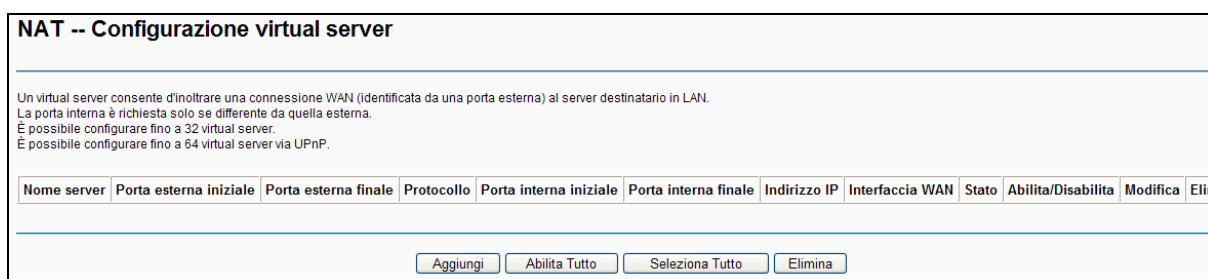 NAT -- Configurazione virtual server
Un virtual server consente d'inoltrare una connessione WAN (identificata da una porta esterna) al server destinatario in LAN.
La porta interna è richiesta solo se differente da quella esterna.
È possibile configurare fino a 32 virtual server.
È possibile configurare fino a 64 virtual server via UPnP.
Nome server Porta esterna iniziale Porta esterna finale Protocollo Porta interna iniziale Porta interna finale Indirizzo IP Interfaccia WAN Stato Abilita/Disabilita Modifica Eli
Aggiungi Abilita Tutto Seleziona Tutto Elimina